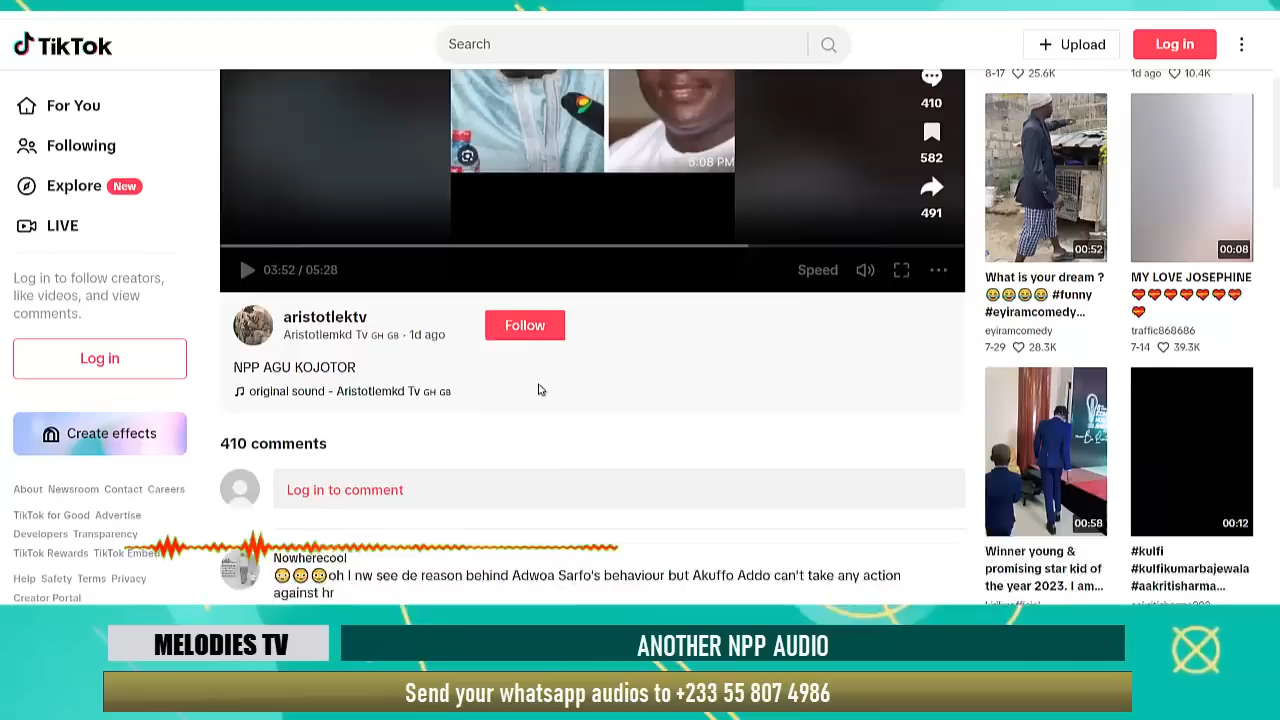 TikTok
Search
Upload
Log in
For You
Following
Explore New
LIVE
Log in to follow creators,
like videos, and view
comments.
Log in
Create effects
About Newsroom Contact Careers
TikTok for Good Advertise
Developers Transparency
TikTok Rewards TikTok Embeds
Help Safety Terms Privacy
Creator Portal
5:08 PM
410
582
491
03:52 / 05:28
Speed
aristotlektv
Aristotlemkd Tv GH GB · 1d ago
Follow
NPP AGU KOJOTOR
original sound - Aristotlemkd Tv GH GB
410 comments
Log in to comment
Nowherecool
😳😳😳oh I nw see de reason behind Adwoa Sarfo's behaviour but Akuffo Addo can't take any action
against hr
8-17 25.6K
1d ago 10.4K
00:52
What is your dream ?
😂😂😂😂 #funny
#eyiramcomedy...
eyiramcomedy
7-29 28.3K
00:08
MY LOVE JOSEPHINE
❤️❤️❤️❤️❤️❤️❤️
❤️
traffic868686
7-14 39.3K
00:58
Winner young &
promising star kid of
the year 2023. I am...
00:12
#kulfi
#kulfikumarbajewala
#aakritisharma...
MELODIES TV
ANOTHER NPP AUDIO
Send your whatsapp audios to +233 55 807 4986